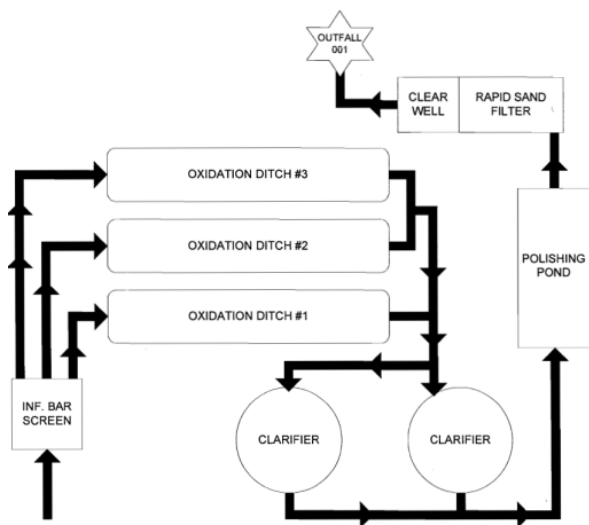 OUTFALL
001
CLEAR
WELL
RAPID SAND
FILTER
OXIDATION DITCH #3
OXIDATION DITCH #2
POLISHING
POND
OXIDATION DITCH #1
INF. BAR
SCREEN
CLARIFIER
CLARIFIER